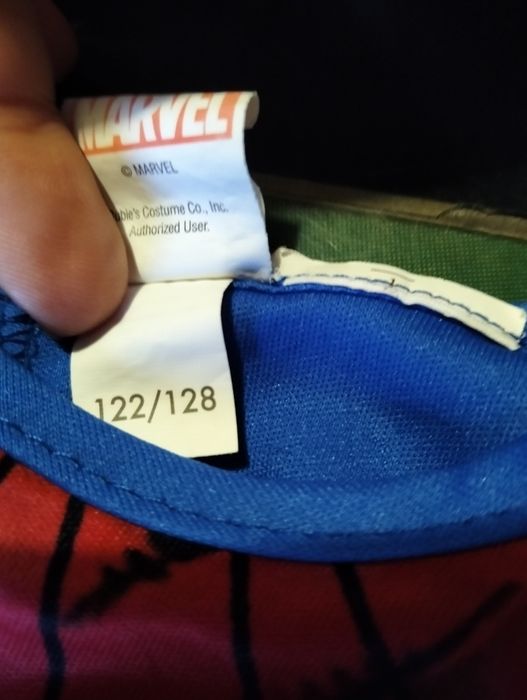 MARVEL
© MARVEL
Costume Co., Inc.
Authorized User.
122/128